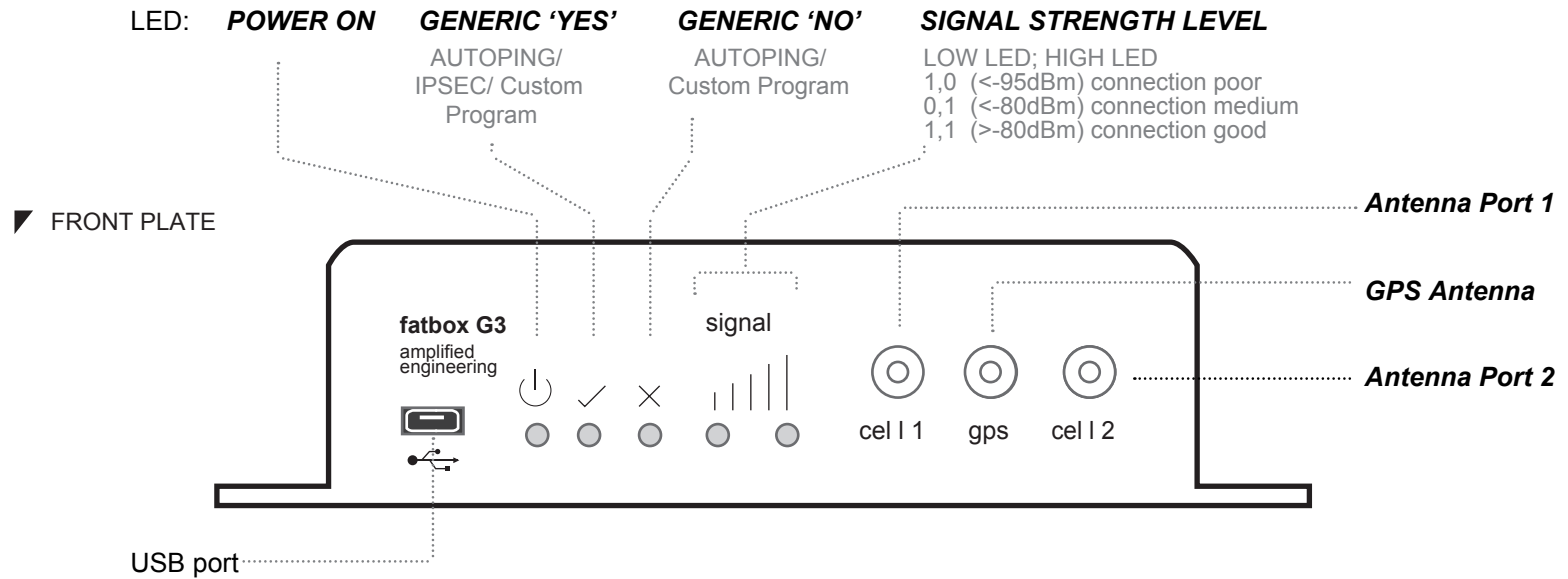 LED: POWER ON GENERIC ‘YES’ GENERIC ‘NO’ SIGNAL STRENGTH LEVEL
AUTOPING/
IPSEC/ Custom
Program
AUTOPING/
Custom Program
LOW LED; HIGH LED
1,0 (<-95dBm) connection poor
0,1 (<-80dBm) connection medium
1,1 (>-80dBm) connection good
FRONT PLATE
Antenna Port 1
GPS Antenna
Antenna Port 2
fatbox G3
amplified
engineering
signal
cel l 1 gps cel l 2
USB port